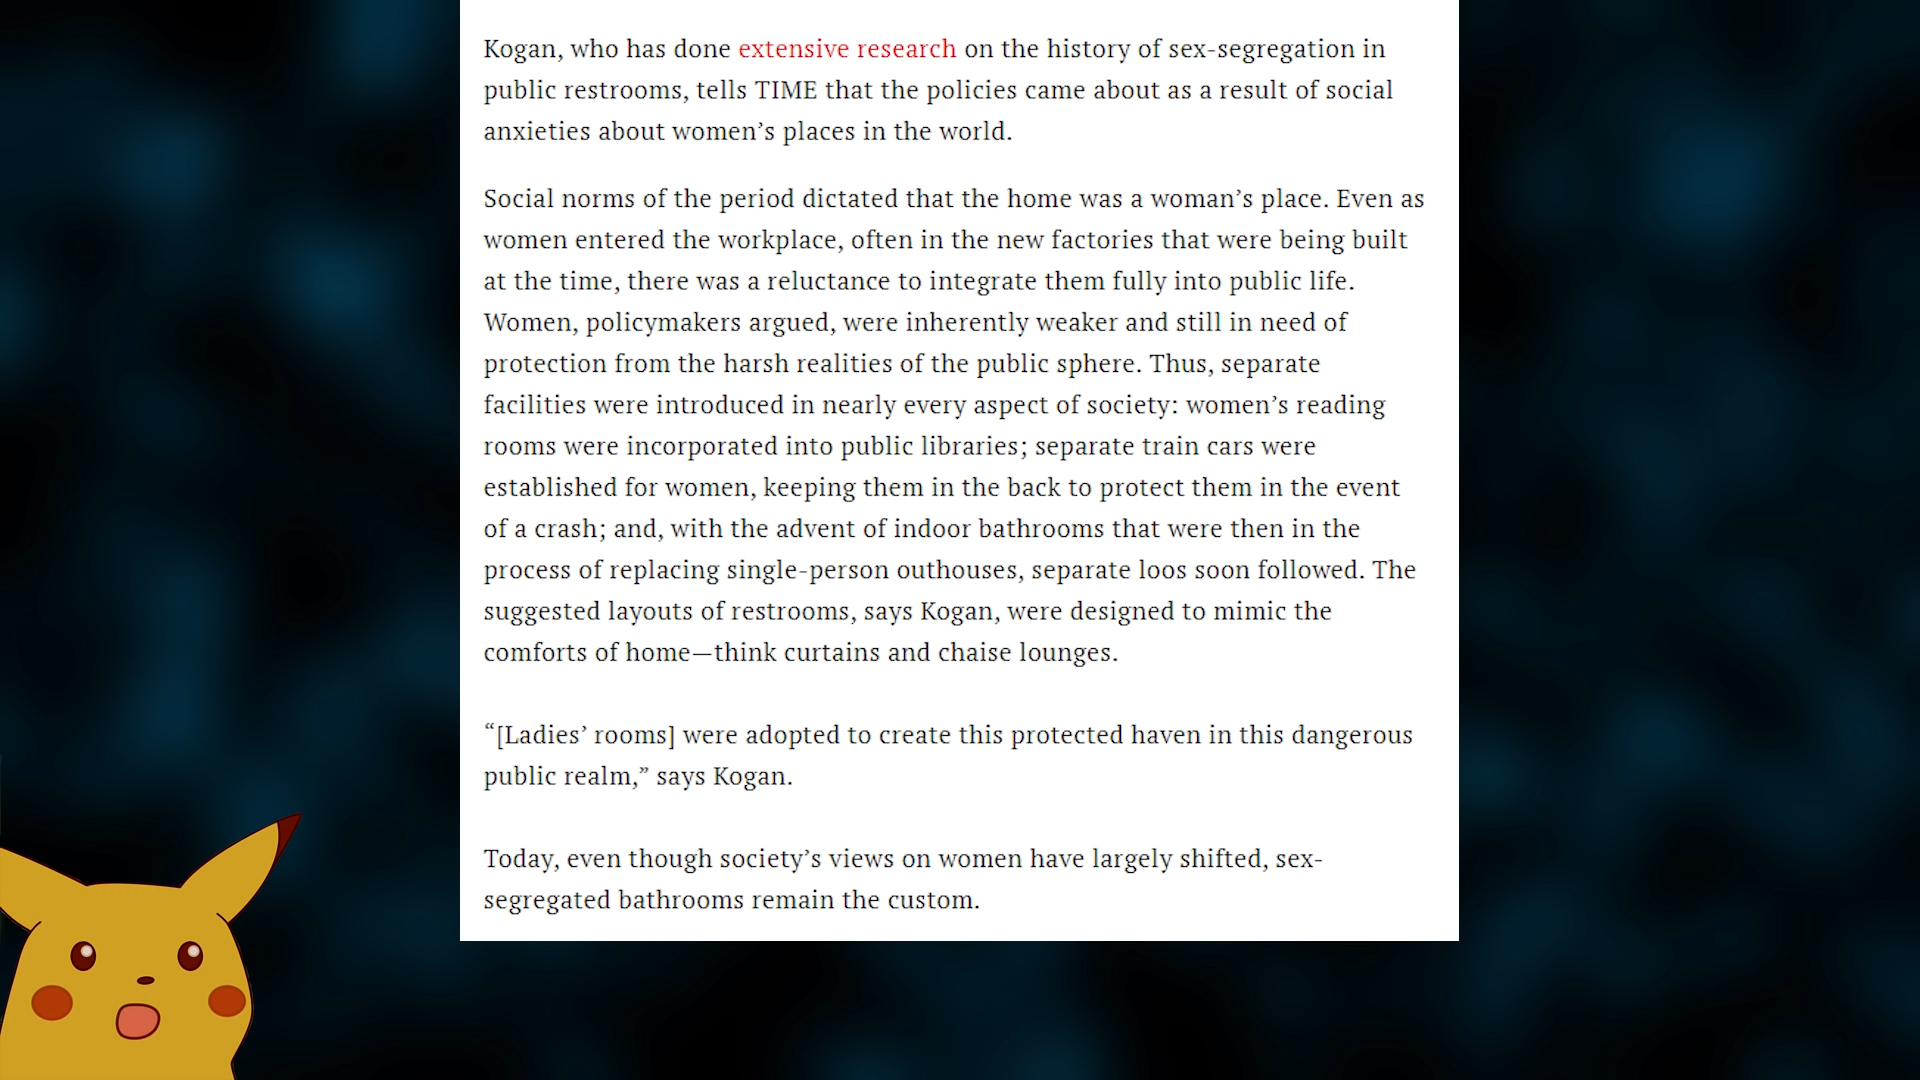 Kogan, who has done extensive research on the history of sex-segregation in
public restrooms, tells TIME that the policies came about as a result of social
anxieties about women’s places in the world.
Social norms of the period dictated that the home was a woman’s place. Even as
women entered the workplace, often in the new factories that were being built
at the time, there was a reluctance to integrate them fully into public life.
Women, policymakers argued, were inherently weaker and still in need of
protection from the harsh realities of the public sphere. Thus, separate
facilities were introduced in nearly every aspect of society: women’s reading
rooms were incorporated into public libraries; separate train cars were
established for women, keeping them in the back to protect them in the event
of a crash; and, with the advent of indoor bathrooms that were then in the
process of replacing single-person outhouses, separate loos soon followed. The
suggested layouts of restrooms, says Kogan, were designed to mimic the
comforts of home—think curtains and chaise lounges.
“[Ladies’ rooms] were adopted to create this protected haven in this dangerous
public realm,” says Kogan.
Today, even though society’s views on women have largely shifted, sex-
segregated bathrooms remain the custom.